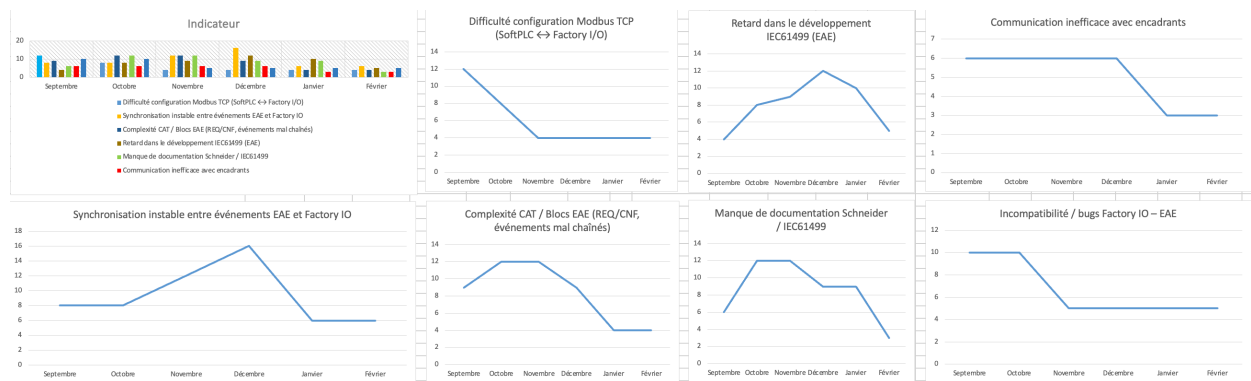 Indicateur
20
10
0
Septembre Octobre Novembre Décembre Janvier Février
Difficulté configuration Modbus TCP (SoftPLC ↔ Factory I/O)
Synchronisation instable entre événements EAE et Factory IO
Complexité CAT / Blocs EAE (REQ/CNF, événements mal chaînés)
Retard dans le développement IEC61499 (EAE)
Manque de documentation Schneider / IEC61499
Communication inefficace avec encadrants
Difficulté configuration Modbus TCP
(SoftPLC ↔ Factory I/O)
14
12
10
8
6
4
2
0
Septembre Octobre Novembre Décembre Janvier Février
Retard dans le développement
IEC61499 (EAE)
14
12
10
8
6
4
2
0
Septembre Octobre Novembre Décembre Janvier Février
Communication inefficace avec encadrants
7
6
5
4
3
2
1
0
Septembre Octobre Novembre Décembre Janvier Février
Synchronisation instable entre événements EAE et Factory IO
18
16
14
12
10
8
6
4
2
0
Septembre Octobre Novembre Décembre Janvier Février
Complexité CAT / Blocs EAE (REQ/CNF,
événements mal chaînés)
14
12
10
8
6
4
2
0
Septembre Octobre Novembre Décembre Janvier Février
Manque de documentation Schneider
/ IEC61499
14
12
10
8
6
4
2
0
Septembre Octobre Novembre Décembre Janvier Février
Incompatibilité / bugs Factory IO – EAE
12
10
8
6
4
2
0
Septembre Octobre Novembre Décembre Janvier Février